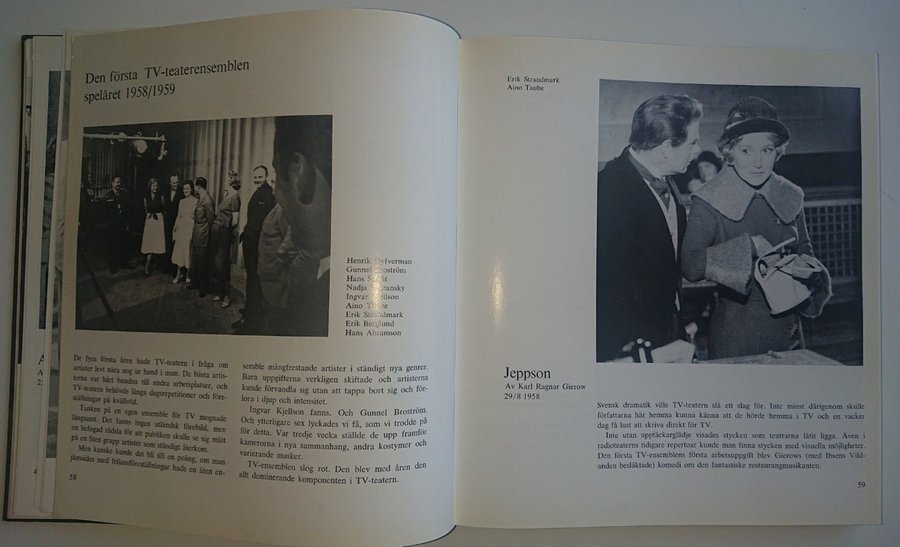 Den första TV-teaterensemblen
spelåret 1958/1959
Henrik Dyfverman
Gunnel Broström
Hans
Nadja
Ingvar Kjellson
Aino Taube
Erik Strandmark
Erik Berglund
Hans Abramson
De fyra första åren hade TV-teatern i fråga om
artister levt nära nog ur hand i mun. De bästa artis-
terna var hårt bundna till andra arbetsplatser, och
TV-teatern behövde långa dagsrepetitioner och före-
ställningar på kvällstid.
Tanken på en egen ensemble för TV mognade
långsamt. Det fanns ingen utländsk förebild, men
en befogad rädsla för att publiken skulle se sig mätt
på en liten grupp artister som ständigt återkom.
Men kanske kunde det bli till en poäng, om man
jämsides med frilansföreställningar hade en liten en-
semble mångfrestande artister i ständigt nya genrer.
Bara uppgifterna verkligen skiftade och artisterna
kunde förvandla sig utan att tappa bort sig och för-
lora i djup och intensitet.
Ingvar Kjellson fanns. Och Gunnel Broström.
Och ytterligare sex lyckades vi få, som vi trodde på
för detta. Var tredje vecka ställde de upp framför
kamerorna i nya sammanhang, andra kostymer och
varierande masker.
TV-ensemblen slog rot. Den blev med åren den
allt dominerande komponenten i TV-teatern.
58
Erik Strandmark
Aino Taube
Jeppson
Av Karl Ragnar Gierow
29/8 1958
Svensk dramatik ville TV-teatern slå ett slag för. Inte minst därigenom skulle
författarna här hemma kunna känna att de hörde hemma i TV och en vacker
dag få lust att skriva direkt för TV.
Inte utan upptäckarglädje visades stycken som teatrarna låtit ligga. Även i
radioteaterns tidigare repertoar kunde man finna stycken med visuella möjligheter.
Den första TV-ensemblens första arbetsuppgift blev Gierows (med Ibsens Vild-
anden besläktade) komedi om den fantastiske restaurangmusikanten.
59